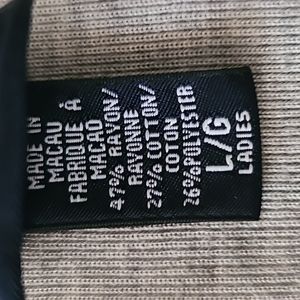 MADE IN
MACAU
FABRIQUÉ À
MACAO
47% RAYON/
RAYONNE
27% COTTON/
COTON
26% POLYESTER
L/G
LADIES